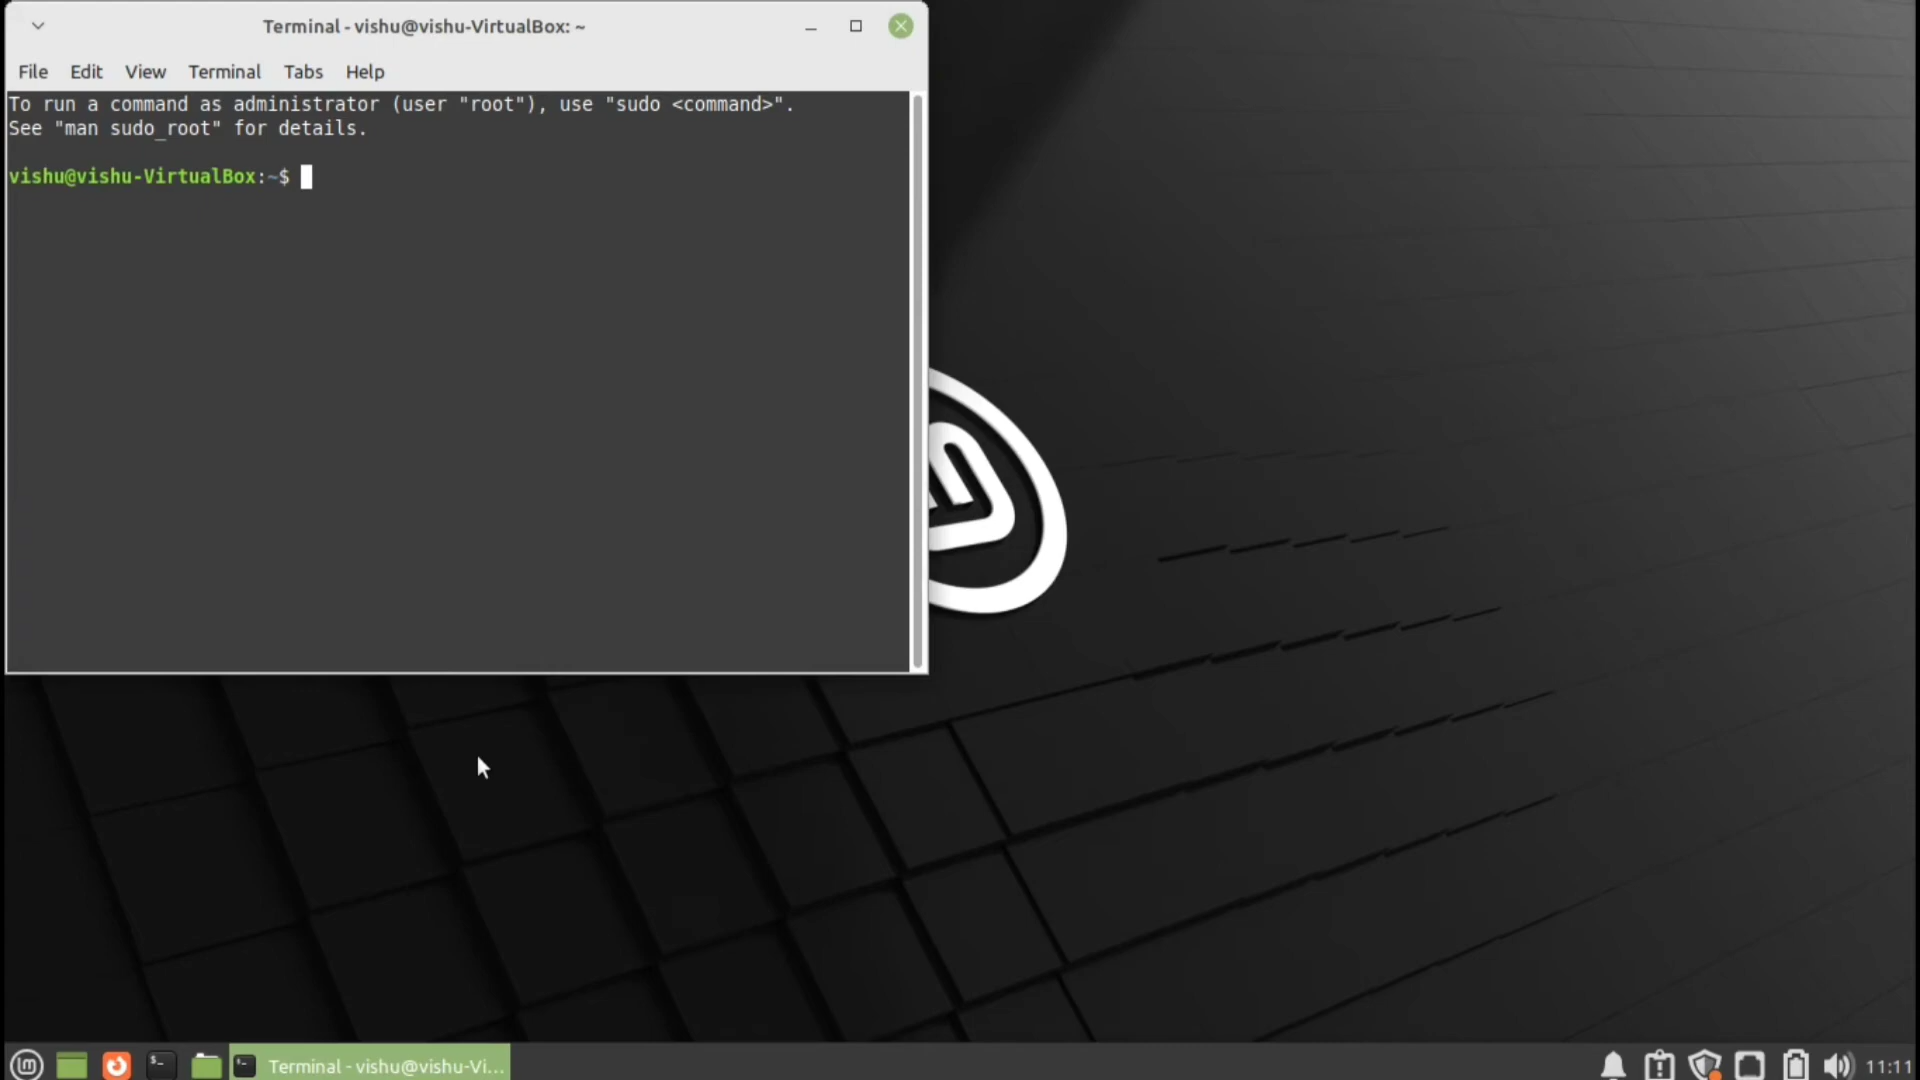 Terminal - vishu@vishu-VirtualBox: ~
File Edit View Terminal Tabs Help
To run a command as administrator (user "root"), use "sudo <command>".
See "man sudo_root" for details.
vishu@vishu-VirtualBox:~$
Terminal - vishu@vishu-Vi...
11:11